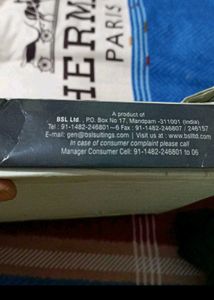 HERM
PARIS
A product of
BSL Ltd., P.O. Box No 17, Mandpam -311001 (India)
Tel : 91-1482-246801—6 Fax : 91-1482-246807 / 246157
E-mail: gen@bslsuitings.com | Visit us at : www.bslltd.com
In case of consumer complaint please call
Manager Consumer Cell: 91-1482-246801 to 06